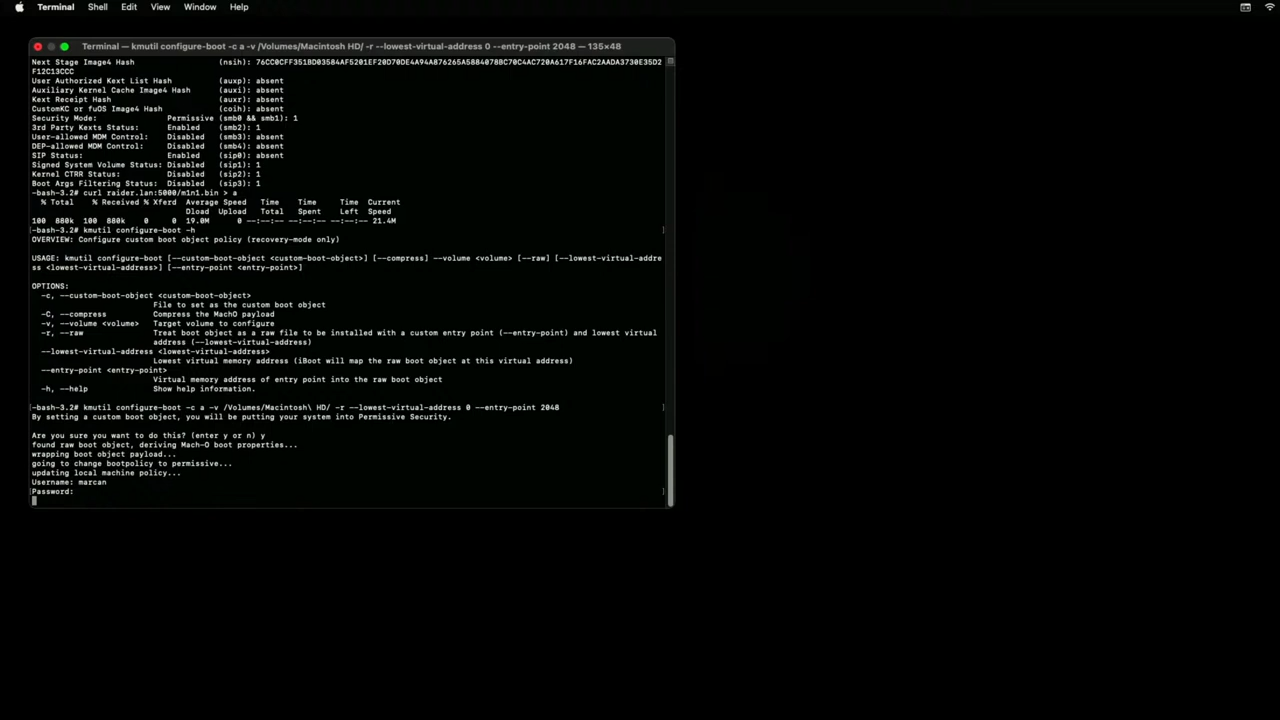 Terminal Shell Edit View Window Help
Terminal — kmutil configure-boot -c a -v /Volumes/Macintosh HD/ -r --lowest-virtual-address 0 --entry-point 2048 — 135×48
Next Stage Image4 Hash (nsih): 76CC0CFF351BD03584AF5201EF20D70DE4A94A876265A5884078BC70C4AC720A617F16FAC2AADA3730E35D2
F12C13CCC
User Authorized Kext List Hash (auxp): absent
Auxiliary Kernel Cache Image4 Hash (auxi): absent
Kext Receipt Hash (auxr): absent
CustomKC or fuOS Image4 Hash (coih): absent
Security Mode: Permissive (smb0 && smb1): 1
3rd Party Kexts Status: Enabled (smb2): 1
User-allowed MDM Control: Disabled (smb3): absent
DEP-allowed MDM Control: Disabled (smb4): absent
SIP Status: Enabled (sip0): absent
Signed System Volume Status: Disabled (sip1): 1
Kernel CTRR Status: Disabled (sip2): 1
Boot Args Filtering Status: Disabled (sip3): 1
-bash-3.2# curl raider.lan:5000/m1n1.bin > a
% Total % Received % Xferd Average Speed Time Time Time Current
Dload Upload Total Spent Left Speed
100 880k 100 880k 0 0 19.0M 0 --:--:-- --:--:-- --:--:-- 21.4M
[-bash-3.2# kmutil configure-boot -h ]
OVERVIEW: Configure custom boot object policy (recovery-mode only)
USAGE: kmutil configure-boot [--custom-boot-object <custom-boot-object>] [--compress] --volume <volume> [--raw] [--lowest-virtual-addre
ss <lowest-virtual-address>] [--entry-point <entry-point>]
OPTIONS:
-c, --custom-boot-object <custom-boot-object>
File to set as the custom boot object
-C, --compress Compress the MachO payload
-v, --volume <volume> Target volume to configure
-r, --raw Treat boot object as a raw file to be installed with a custom entry point (--entry-point) and lowest virtual
address (--lowest-virtual-address)
--lowest-virtual-address <lowest-virtual-address>
Lowest virtual memory address (iBoot will map the raw boot object at this virtual address)
--entry-point <entry-point>
Virtual memory address of entry point into the raw boot object
-h, --help Show help information.
[-bash-3.2# kmutil configure-boot -c a -v /Volumes/Macintosh\ HD/ -r --lowest-virtual-address 0 --entry-point 2048 ]
By setting a custom boot object, you will be putting your system into Permissive Security.
Are you sure you want to do this? (enter y or n) y
found raw boot object, deriving Mach-O boot properties...
wrapping boot object payload...
going to change bootpolicy to permissive...
updating local machine policy...
Username: marcan
[Password: ]